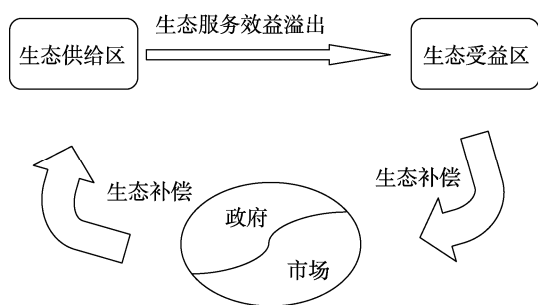 生态服务效益溢出
生态供给区
生态受益区
生态补偿
生态补偿
政府
市场